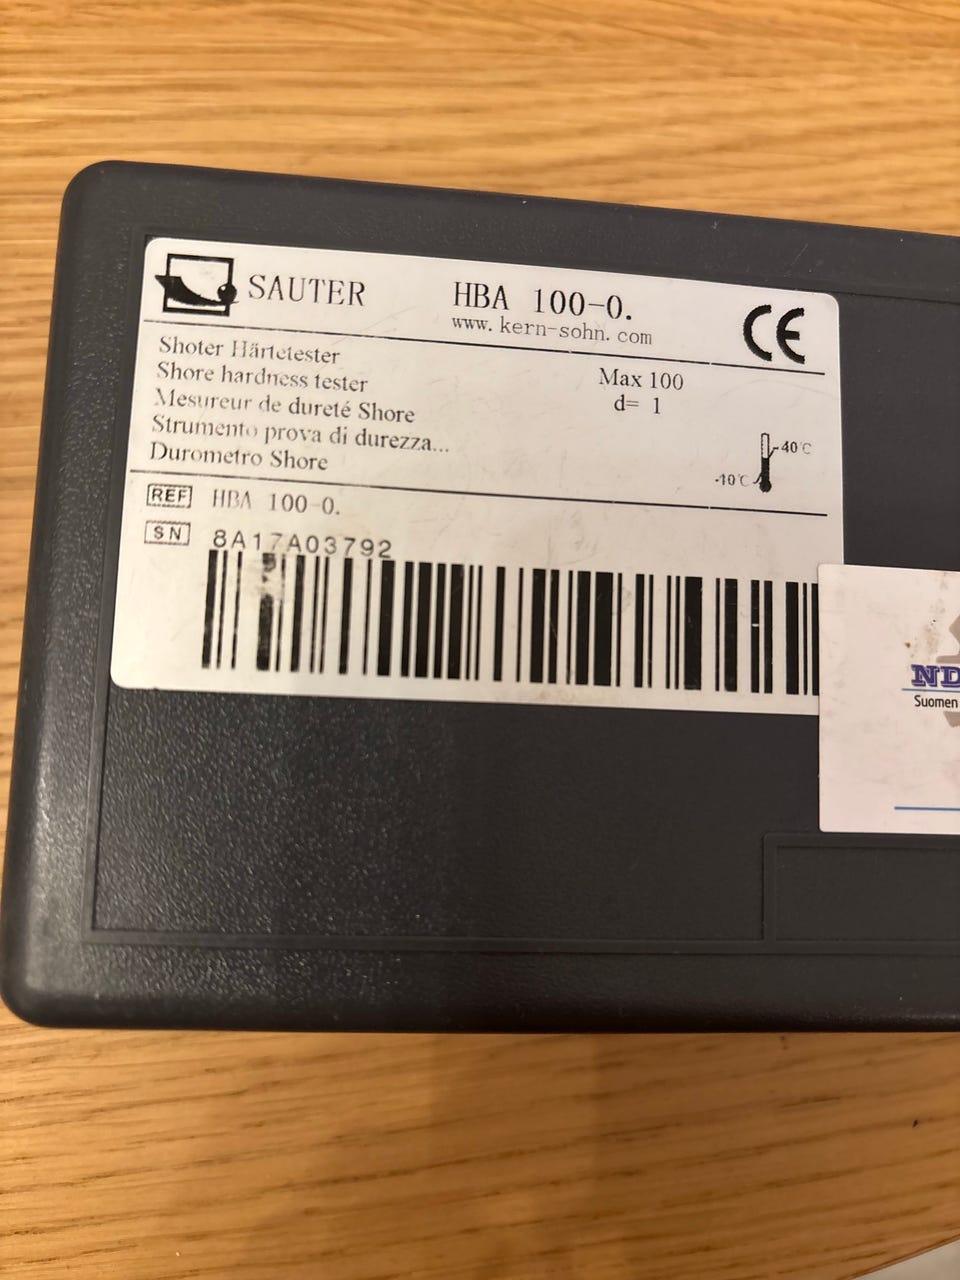 SAUTER
HBA 100-0.
www.kern-sohn.com
CE
Shoter Härtetester
Shore hardness tester
Mesureur de dureté Shore
Strumento prova di durezza...
Durometro Shore
Max 100
d= 1
40°C
-10°C
REF HBA 100-0.
SN 8A17A03792
ND
Suomen